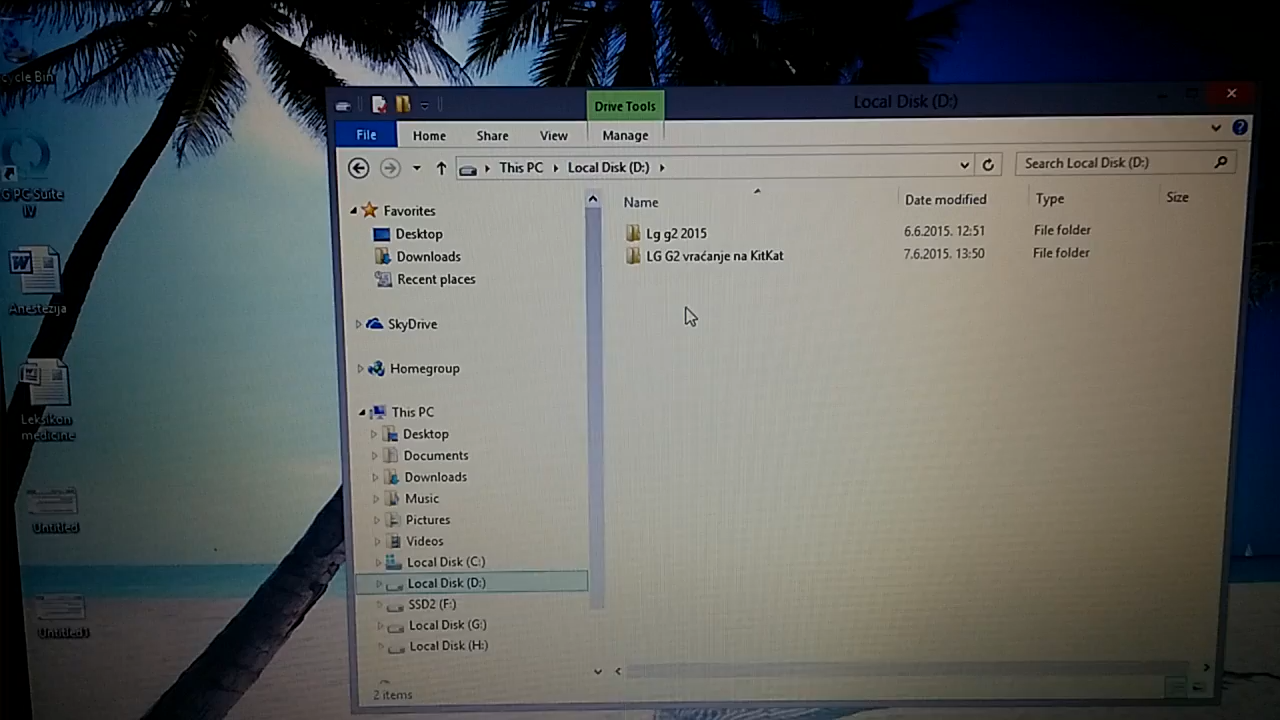 Drive Tools
Local Disk (D:)
File
Home
Share
View
Manage
This PC
Local Disk (D:)
Search Local Disk (D:)
Name
Date modified
Type
Size
Lg g2 2015
6.6.2015. 12:51
File folder
LG G2 vraćanje na KitKat
7.6.2015. 13:50
File folder
Favorites
Desktop
Downloads
Recent places
SkyDrive
Homegroup
This PC
Desktop
Documents
Downloads
Music
Pictures
Videos
Local Disk (C:)
Local Disk (D:)
SSD2 (F:)
Local Disk (G:)
Local Disk (H:)
2 items
cycle Bin
G PC Suite
IV
Anestezija
Leksikon
medicine
Untitled
Untitled1